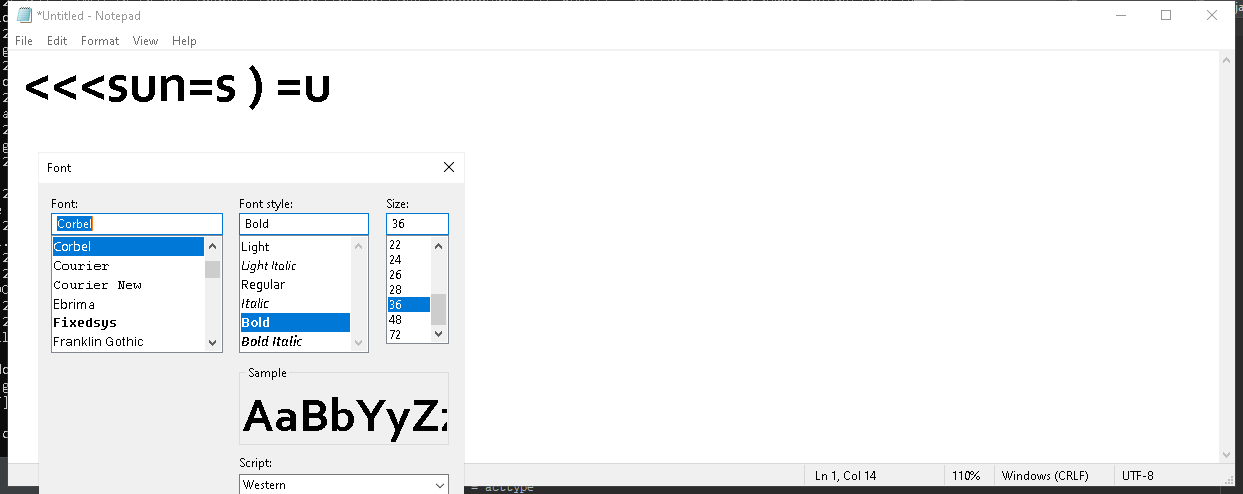 *Untitled - Notepad
File Edit Format View Help
<<<sun=s ) =u
Font
Font: Font style: Size:
Corbel Bold 36
Corbel Light 22
Courier Light Italic 24
Courier New Regular 26
Ebrima Italic 28
Fixedsys Bold 36
Franklin Gothic Bold Italic 48
72
Sample
AaBbYyZz
Script:
Western
Ln 1, Col 14 110% Windows (CRLF) UTF-8
= acctype